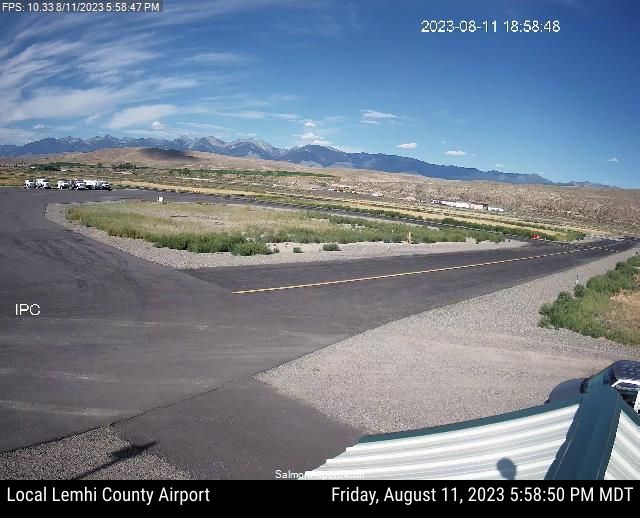 FPS: 10.33 8/11/2023 5:58:47 PM
2023-08-11 18:58:48
IPC
Local Lemhi County Airport
Friday, August 11, 2023 5:58:50 PM MDT